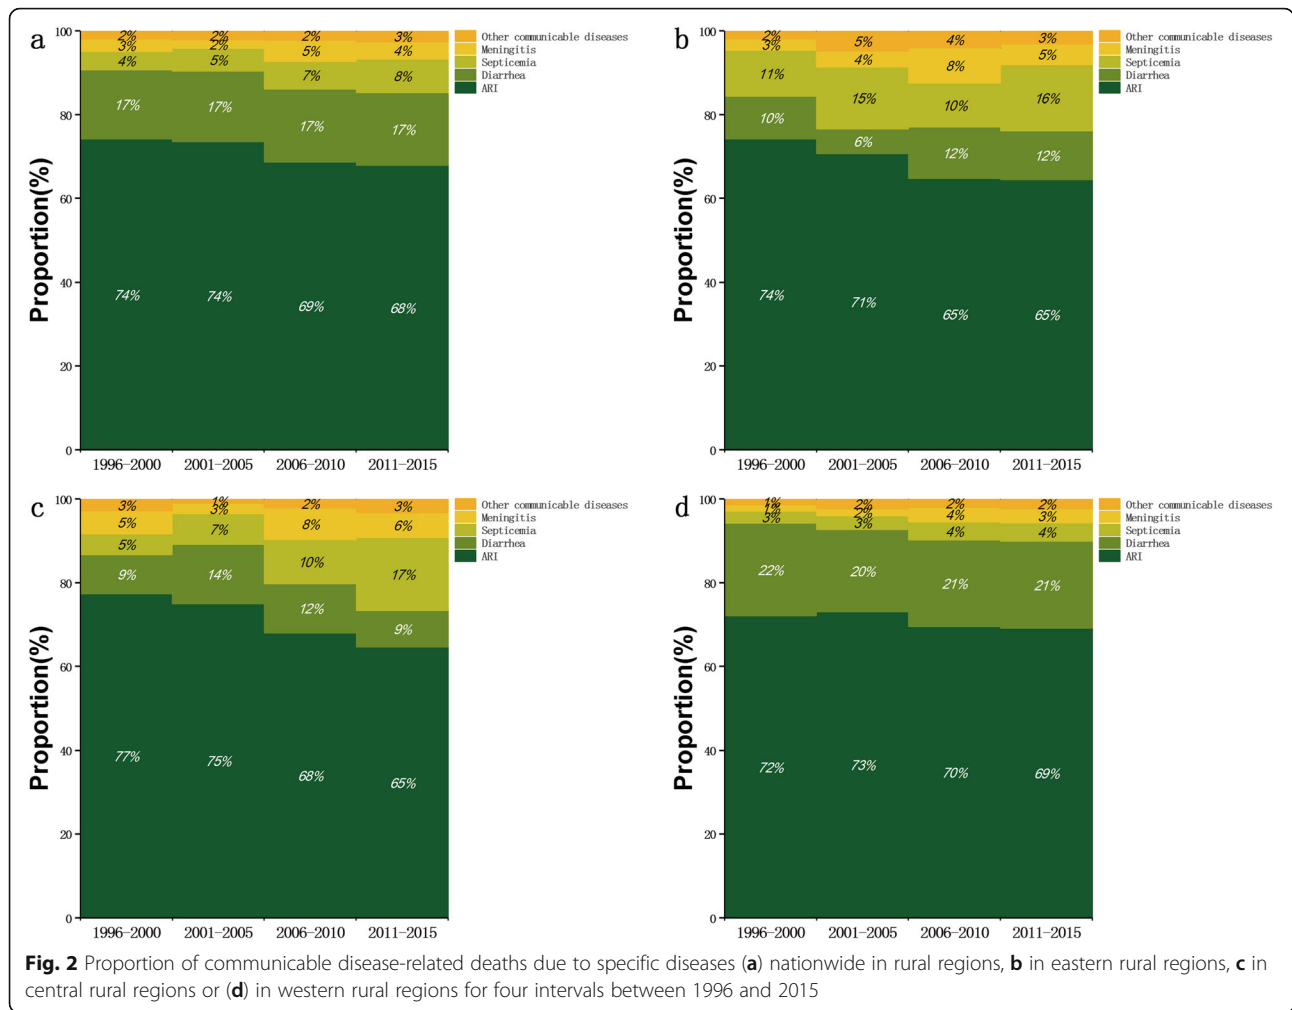 a
Proportion(%)
100
80
60
40
20
0
2% 2% 2% 3%
3% 2% 5% 4%
4% 5% 7% 8%
17% 17% 17% 17%
74% 74% 69% 68%
1996-2000 2001-2005 2006-2010 2011-2015
Other communicable diseases
Meningitis
Septicemia
Diarrhea
ARI
b
Proportion(%)
100
80
60
40
20
0
2% 5% 4% 3%
3% 4% 8% 5%
11% 15% 10% 16%
10% 6% 12% 12%
74% 71% 65% 65%
1996-2000 2001-2005 2006-2010 2011-2015
Other communicable diseases
Meningitis
Septicemia
Diarrhea
ARI
c
Proportion(%)
100
80
60
40
20
0
3% 1% 2% 3%
5% 3% 8% 6%
5% 7% 10% 17%
9% 14% 12% 9%
77% 75% 68% 65%
1996-2000 2001-2005 2006-2010 2011-2015
Other communicable diseases
Meningitis
Septicemia
Diarrhea
ARI
d
Proportion(%)
100
80
60
40
20
0
1% 2% 2% 2%
1% 2% 4% 3%
3% 3% 4% 4%
22% 20% 21% 21%
72% 73% 70% 69%
1996-2000 2001-2005 2006-2010 2011-2015
Other communicable diseases
Meningitis
Septicemia
Diarrhea
ARI
Fig. 2 Proportion of communicable disease-related deaths due to specific diseases (a) nationwide in rural regions, b in eastern rural regions, c in
central rural regions or (d) in western rural regions for four intervals between 1996 and 2015